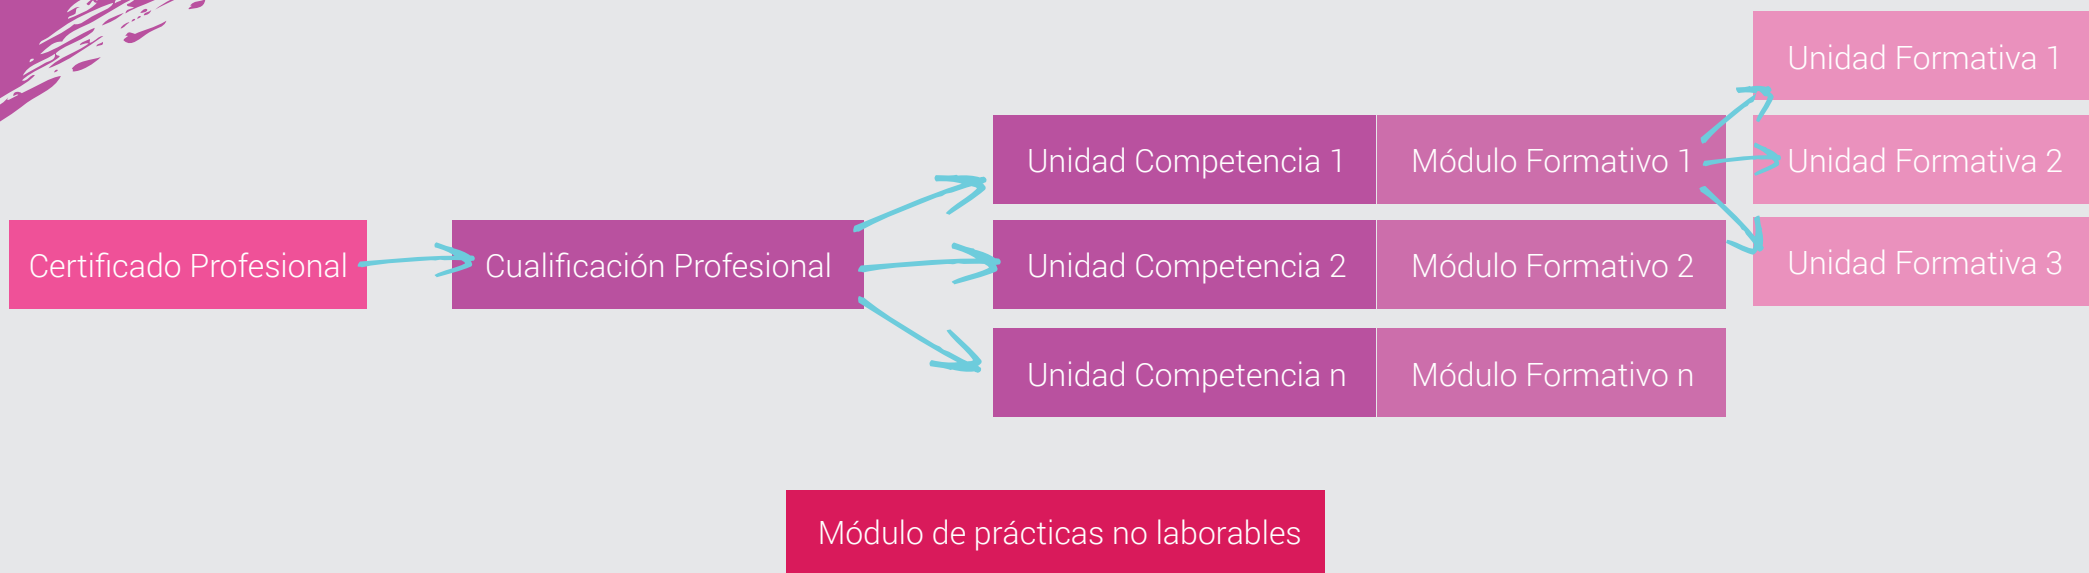 Certificado Profesional
Cualificación Profesional
Unidad Competencia 1
Módulo Formativo 1
Unidad Competencia 2
Módulo Formativo 2
Unidad Competencia n
Módulo Formativo n
Unidad Formativa 1
Unidad Formativa 2
Unidad Formativa 3
Módulo de prácticas no laborables